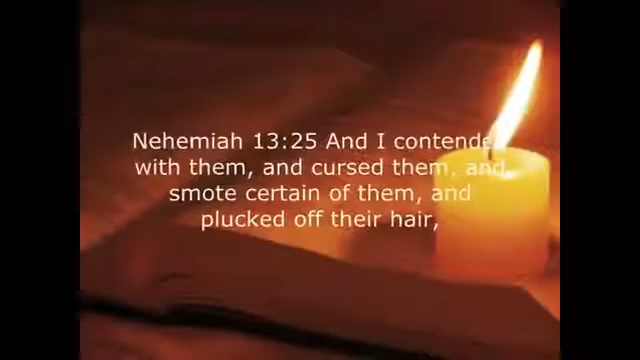 Nehemiah 13:25 And I contended
with them, and cursed them, and
smote certain of them, and
plucked off their hair,